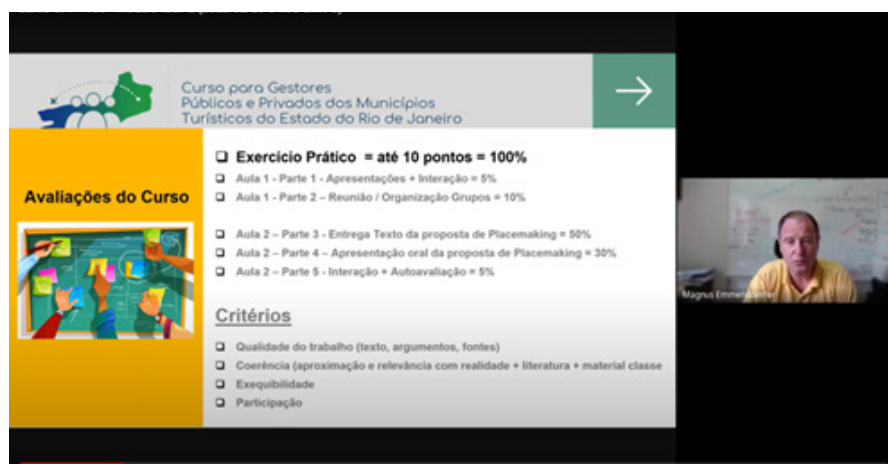 Curso para Gestores
Públicos e Privados dos Municípios
Turísticos do Estado do Rio de Janeiro
Avaliações do Curso
Exercício Prático = até 10 pontos = 100%
Aula 1 - Parte 1 - Apresentações + Interação = 5%
Aula 1 - Parte 2 – Reunião / Organização Grupos = 10%
Aula 2 – Parte 3 - Entrega Texto da proposta de Placemaking = 50%
Aula 2 – Parte 4 – Apresentação oral da proposta de Placemaking = 30%
Aula 2 – Parte 5 - Interação + Autoavaliação = 5%
Critérios
Qualidade do trabalho (texto, argumentos, fontes)
Coerência (aproximação e relevância com realidade + literatura + material classe
Exequibilidade
Participação
Magnus Emmendoerfer